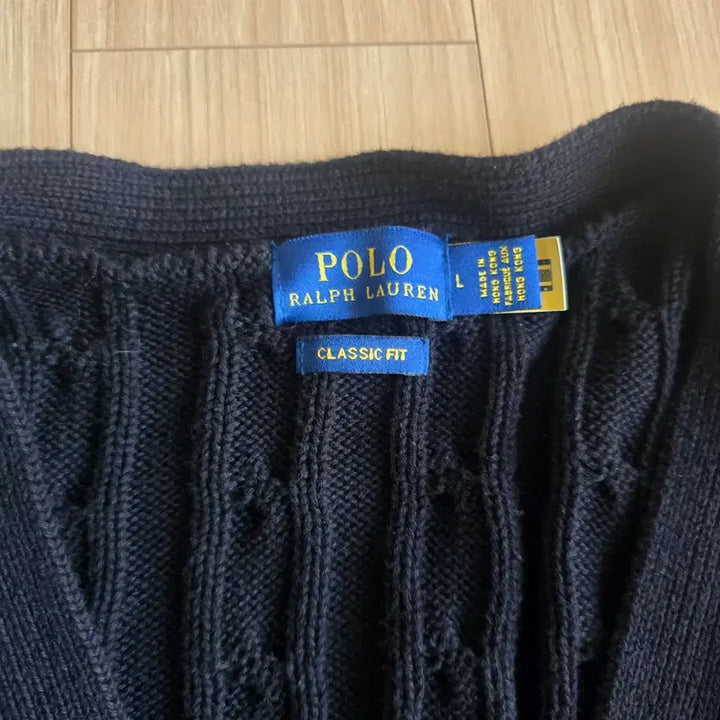 POLO
RALPH LAUREN
L
MADE IN
HONG KONG
FABRIQUÉ AUX
HONG KONG
CLASSIC FIT